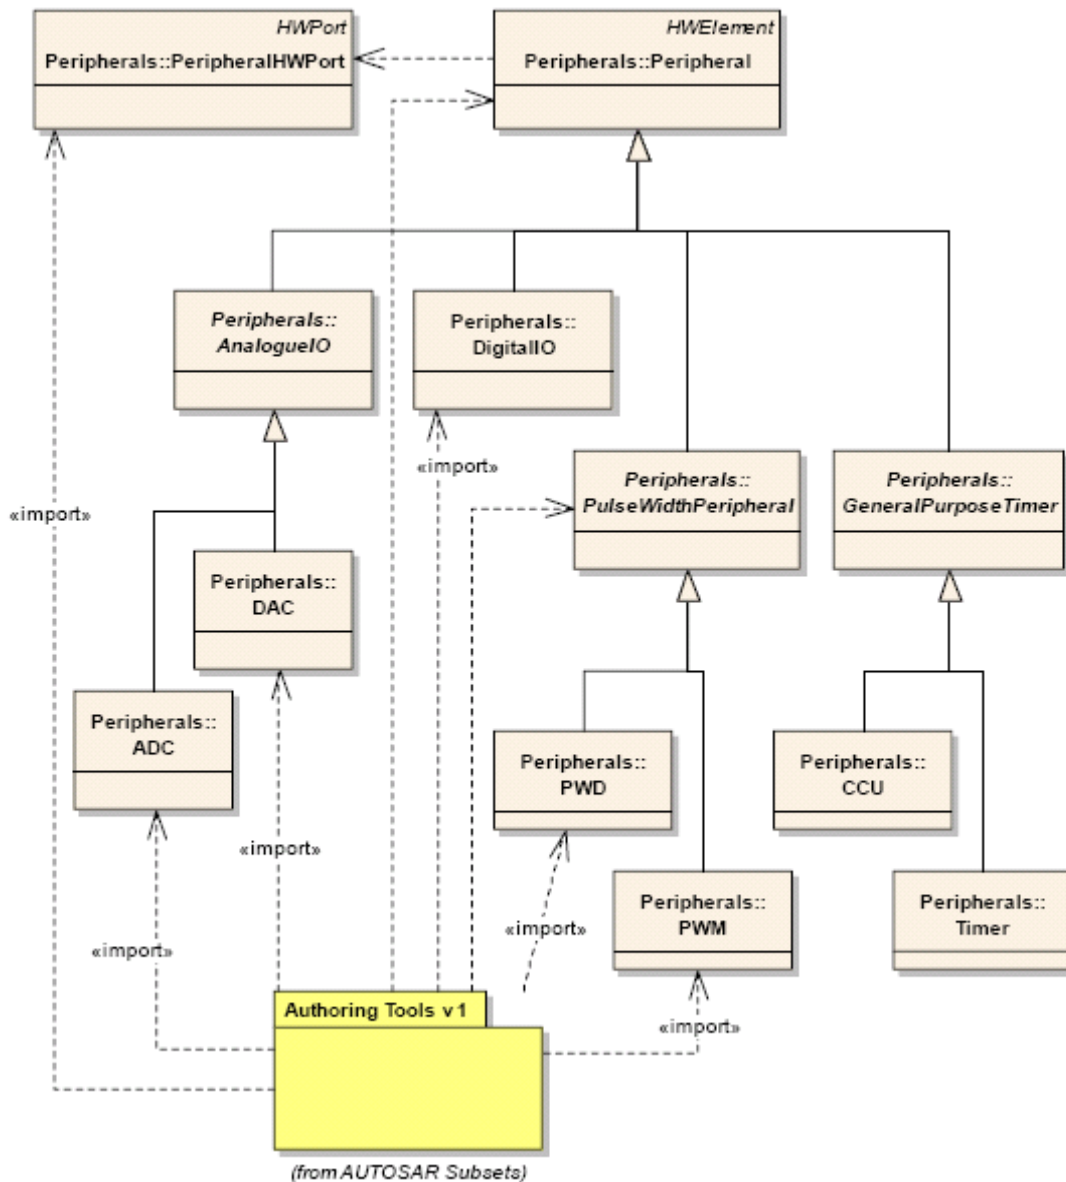 HWPort
Peripherals::PeripheralHWPort
HWElement
Peripherals::Peripheral
Peripherals::
AnalogueIO
Peripherals::
DigitalIO
«import»
Peripherals::
PulseWidthPeripheral
Peripherals::
GeneralPurposeTimer
«import»
Peripherals::
DAC
Peripherals::
ADC
Peripherals::
PWD
Peripherals::
CCU
«import»
Peripherals::
PWM
Peripherals::
Timer
«import»
«import»
«import»
Authoring Tools v1
(from AUTOSAR Subsets)